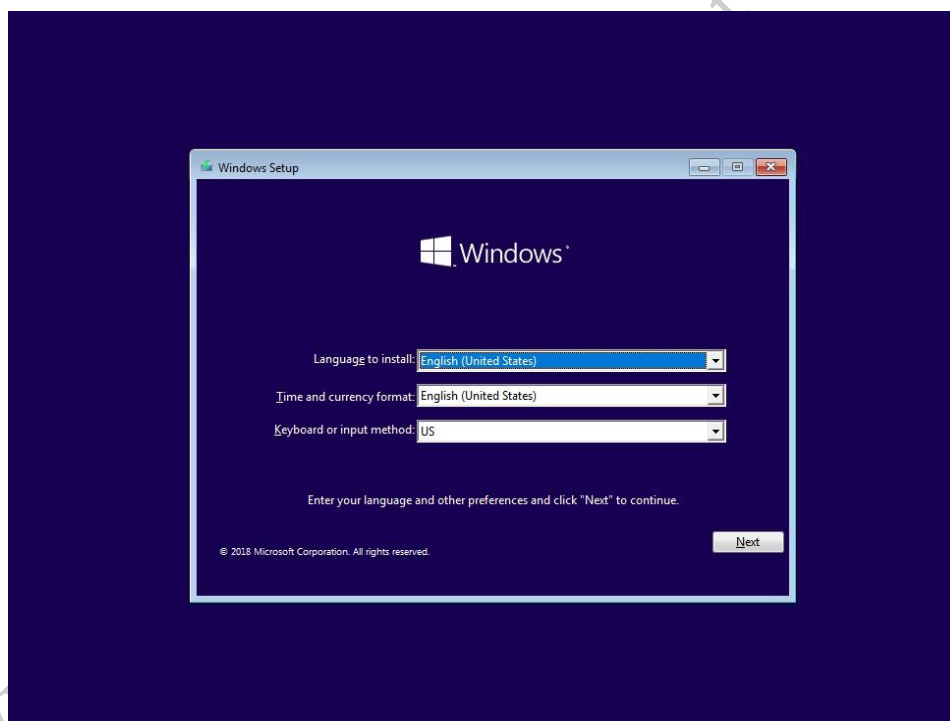 Windows Setup
Windows
Language to install: English (United States)
Time and currency format: English (United States)
Keyboard or input method: US
Enter your language and other preferences and click "Next" to continue.
Next
© 2018 Microsoft Corporation. All rights reserved.